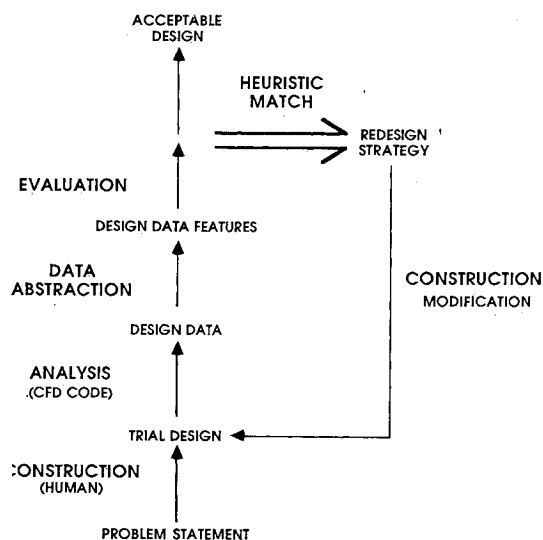 ACCEPTABLE
DESIGN
HEURISTIC
MATCH
REDESIGN
STRATEGY
EVALUATION
DESIGN DATA FEATURES
DATA
ABSTRACTION
CONSTRUCTION
MODIFICATION
DESIGN DATA
ANALYSIS
(CFD CODE)
TRIAL DESIGN
CONSTRUCTION
(HUMAN)
PROBLEM STATEMENT